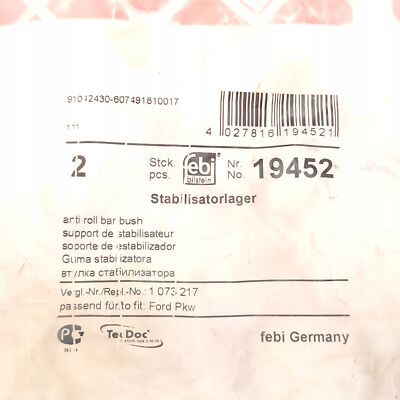 91042430-607491810017
111
4 027816 194521
2 Stck. pcs. febi bilstein Nr. No. 19452
Stabilisatorlager
anti roll bar bush
support de stabilisateur
soporte de estabilizador
Guma stabilizatora
втулка стабилизатора
Vergl.-Nr./Repl.-No.: 1 073 217
passend für/to fit: Ford Pkw
TecDoc
febi Germany